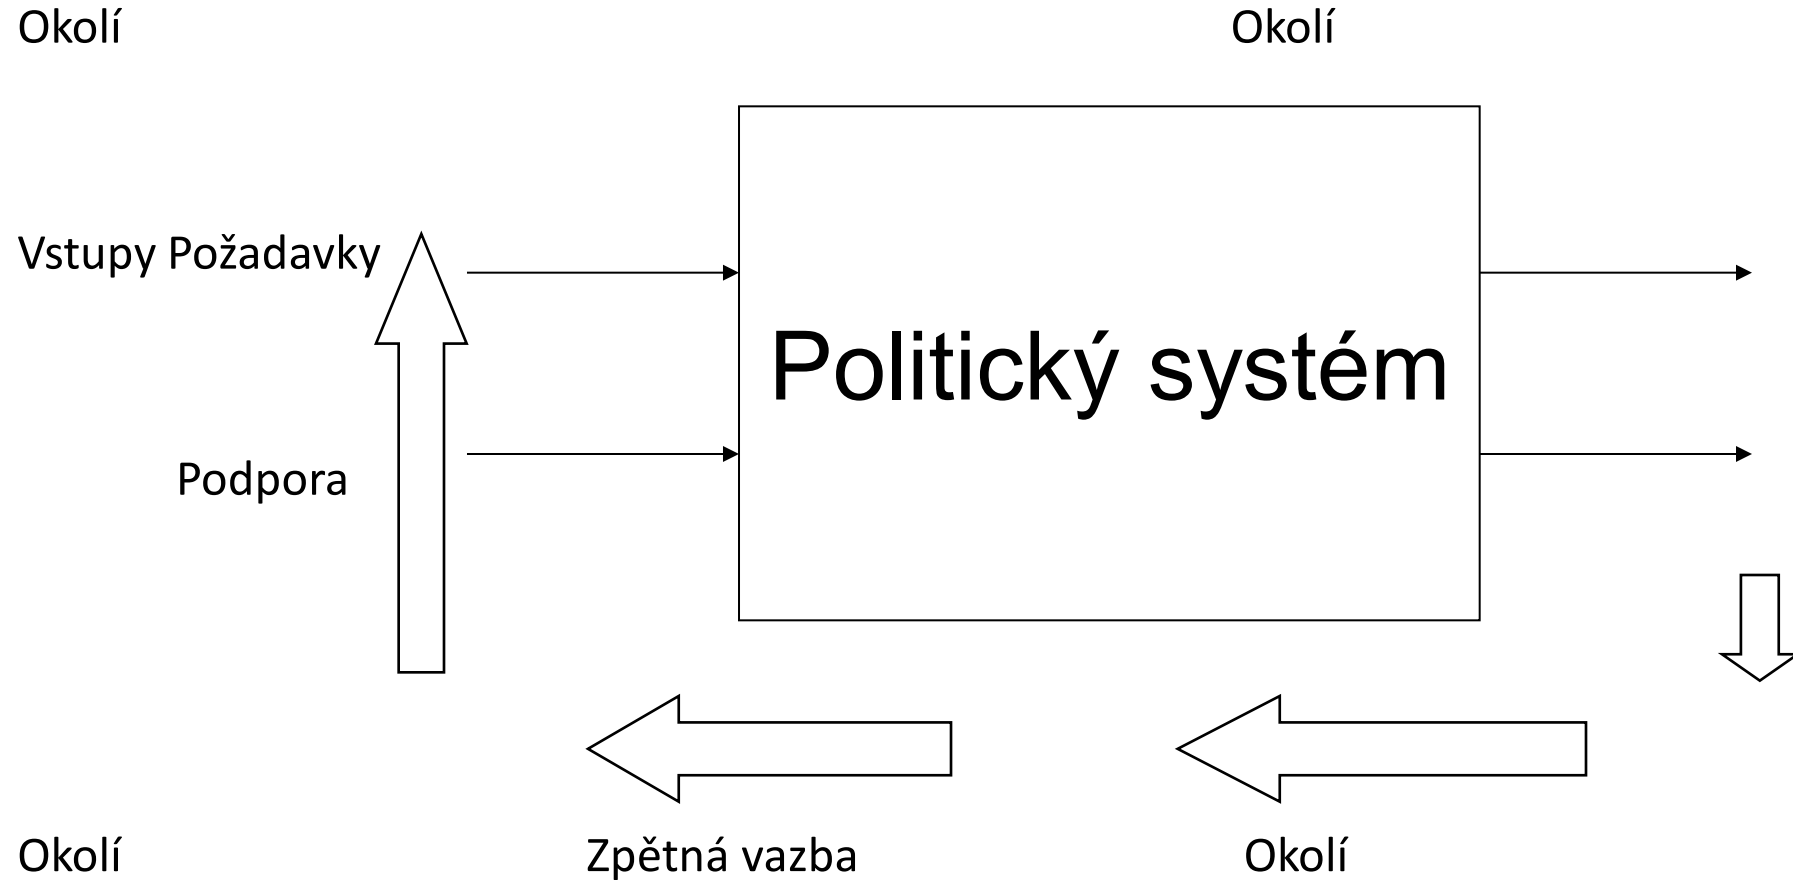 Okolí Okolí
Vstupy Požadavky
Politický systém
Podpora
Okolí Zpětná vazba Okolí